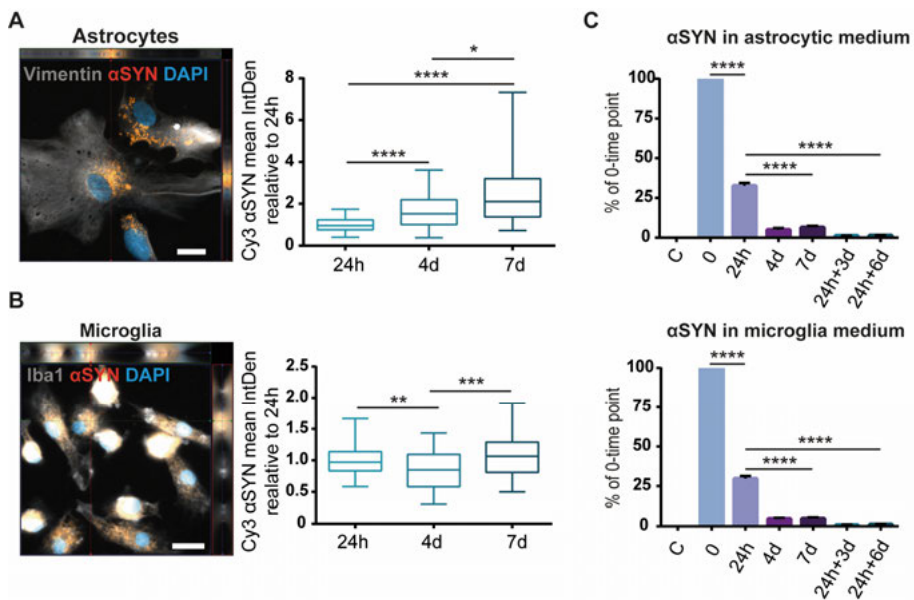 A
Astrocytes
Vimentin αSYN DAPI
Cy3 αSYN mean IntDen
realative to 24h
8
6
4
2
0
****
****
*
24h
4d
7d
B
Microglia
Iba1 αSYN DAPI
Cy3 αSYN mean IntDen
realative to 24h
2.5
2.0
1.5
1.0
0.5
0
**
***
24h
4d
7d
C
αSYN in astrocytic medium
% of 0-time point
100
75
50
25
0
****
****
****
C
0
24h
4d
7d
24h+3d
24h+6d
αSYN in microglia medium
% of 0-time point
100
75
50
25
0
****
****
****
C
0
24h
4d
7d
24h+3d
24h+6d